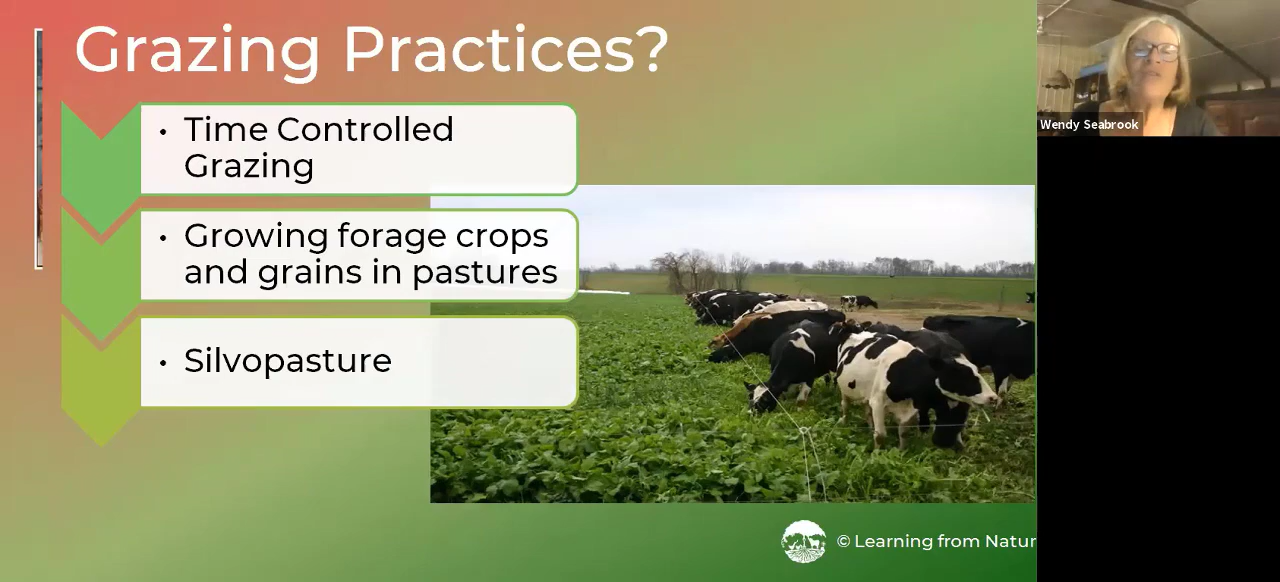 Grazing Practices?
• Time Controlled
Grazing
• Growing forage crops
and grains in pastures
• Silvopasture
Wendy Seabrook
© Learning from Natur